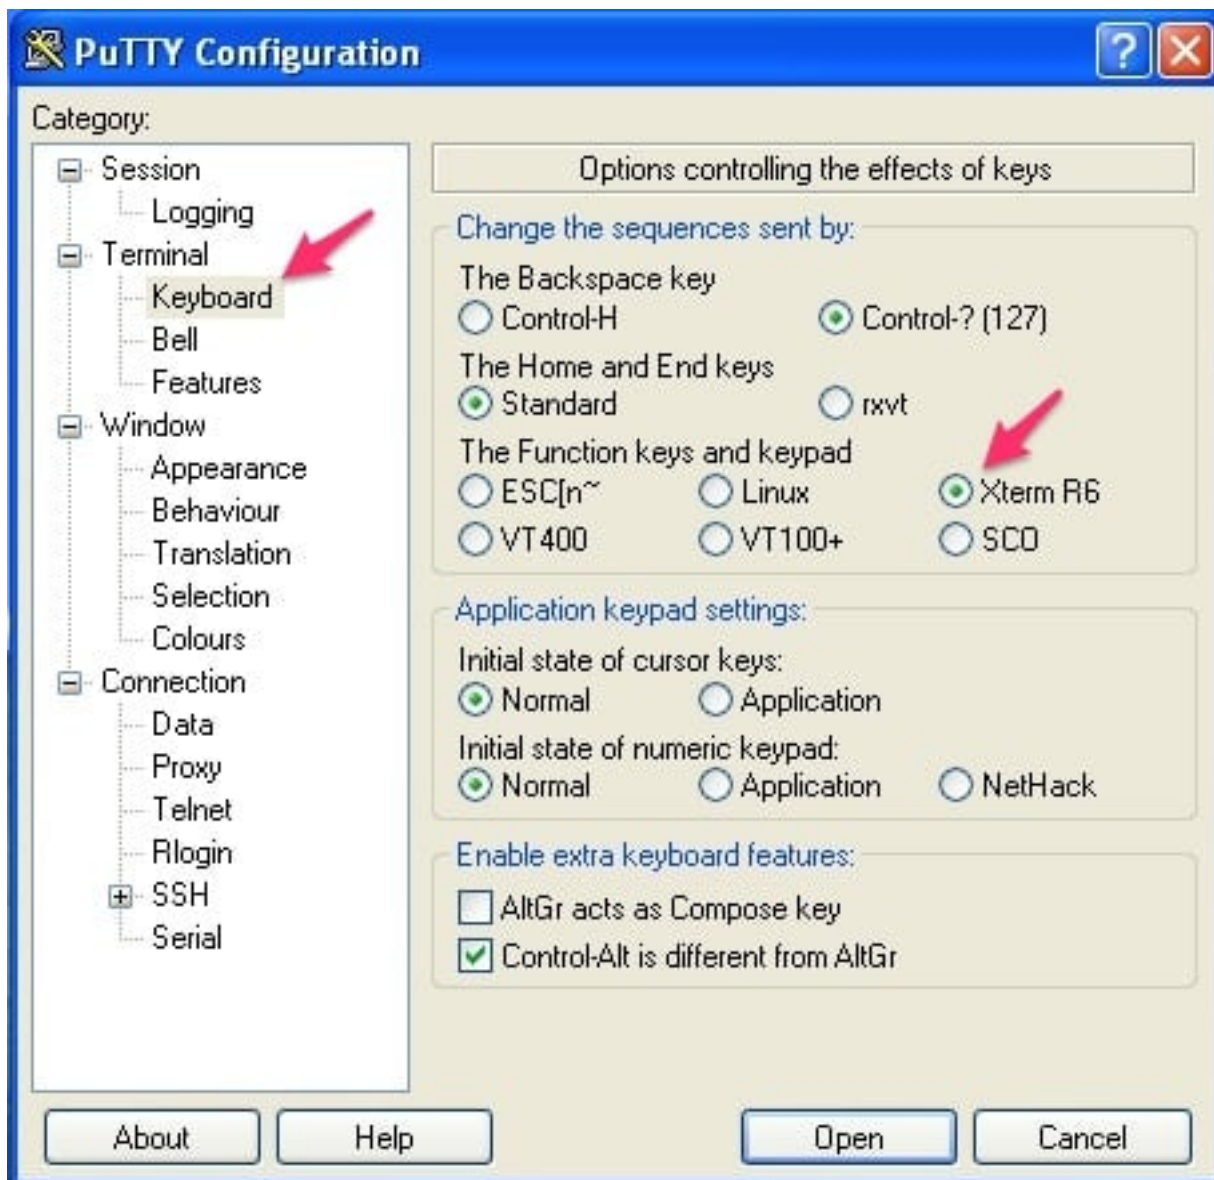 PuTTY Configuration
Category:
Session
Logging
Terminal
Keyboard
Bell
Features
Window
Appearance
Behaviour
Translation
Selection
Colours
Connection
Data
Proxy
Telnet
Rlogin
SSH
Serial
Options controlling the effects of keys
Change the sequences sent by:
The Backspace key
Control-H Control-? (127)
The Home and End keys
Standard rxvt
The Function keys and keypad
ESC[n~ Linux Xterm R6
VT400 VT100+ SCO
Application keypad settings:
Initial state of cursor keys:
Normal Application
Initial state of numeric keypad:
Normal Application NetHack
Enable extra keyboard features:
AltGr acts as Compose key
Control-Alt is different from AltGr
About Help Open Cancel